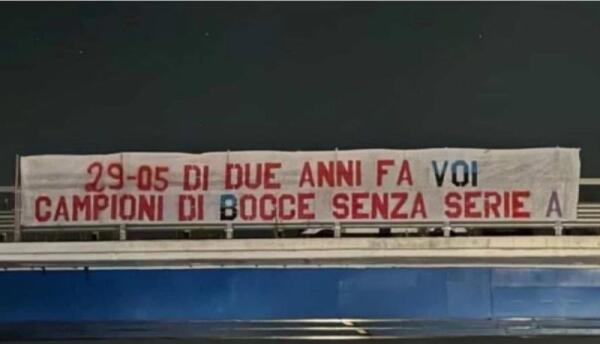 29-05 DI DUE ANNI FA VOI
CAMPIONI DI BOCCE SENZA SERIE A